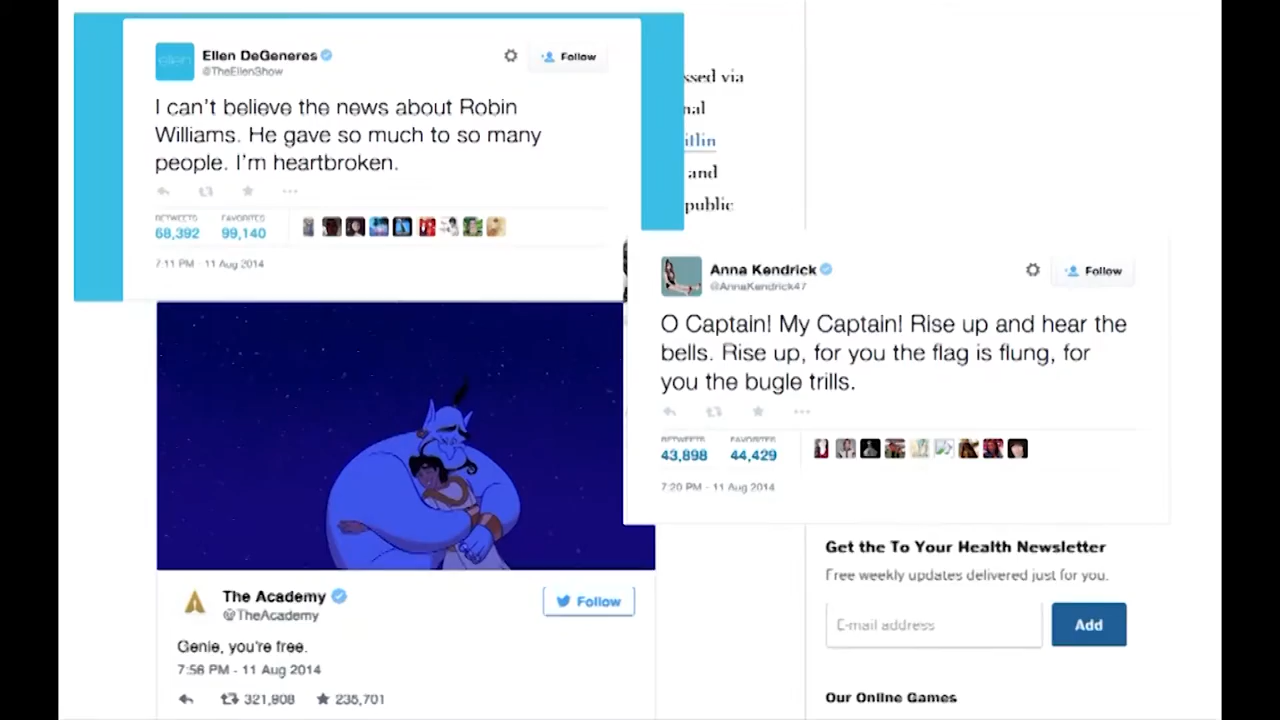 ellen
Ellen DeGeneres
@TheEllenShow
Follow
I can't believe the news about Robin
Williams. He gave so much to so many
people. I'm heartbroken.
RETWEETS FAVORITES
68,392 99,140
7:11 PM - 11 Aug 2014
ssed via
nal
itlin
and
public
Anna Kendrick
@AnnaKendrick47
Follow
O Captain! My Captain! Rise up and hear the
bells. Rise up, for you the flag is flung, for
you the bugle trills.
RETWEETS FAVORITES
43,898 44,429
7:20 PM - 11 Aug 2014
The Academy
@TheAcademy
Follow
Genie, you're free.
7:58 PM - 11 Aug 2014
321,908 235,701
Get the To Your Health Newsletter
Free weekly updates delivered just for you.
E-mail address
Add
Our Online Games